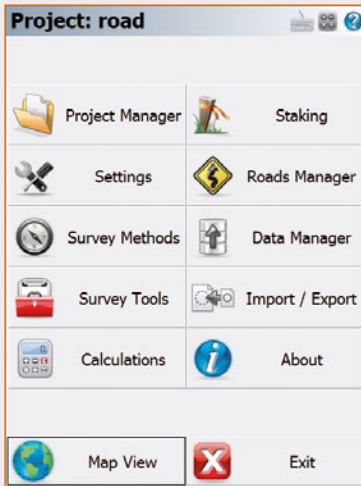 Project: road
Project Manager
Staking
Settings
Roads Manager
Survey Methods
Data Manager
Survey Tools
Import / Export
Calculations
About
Map View
Exit